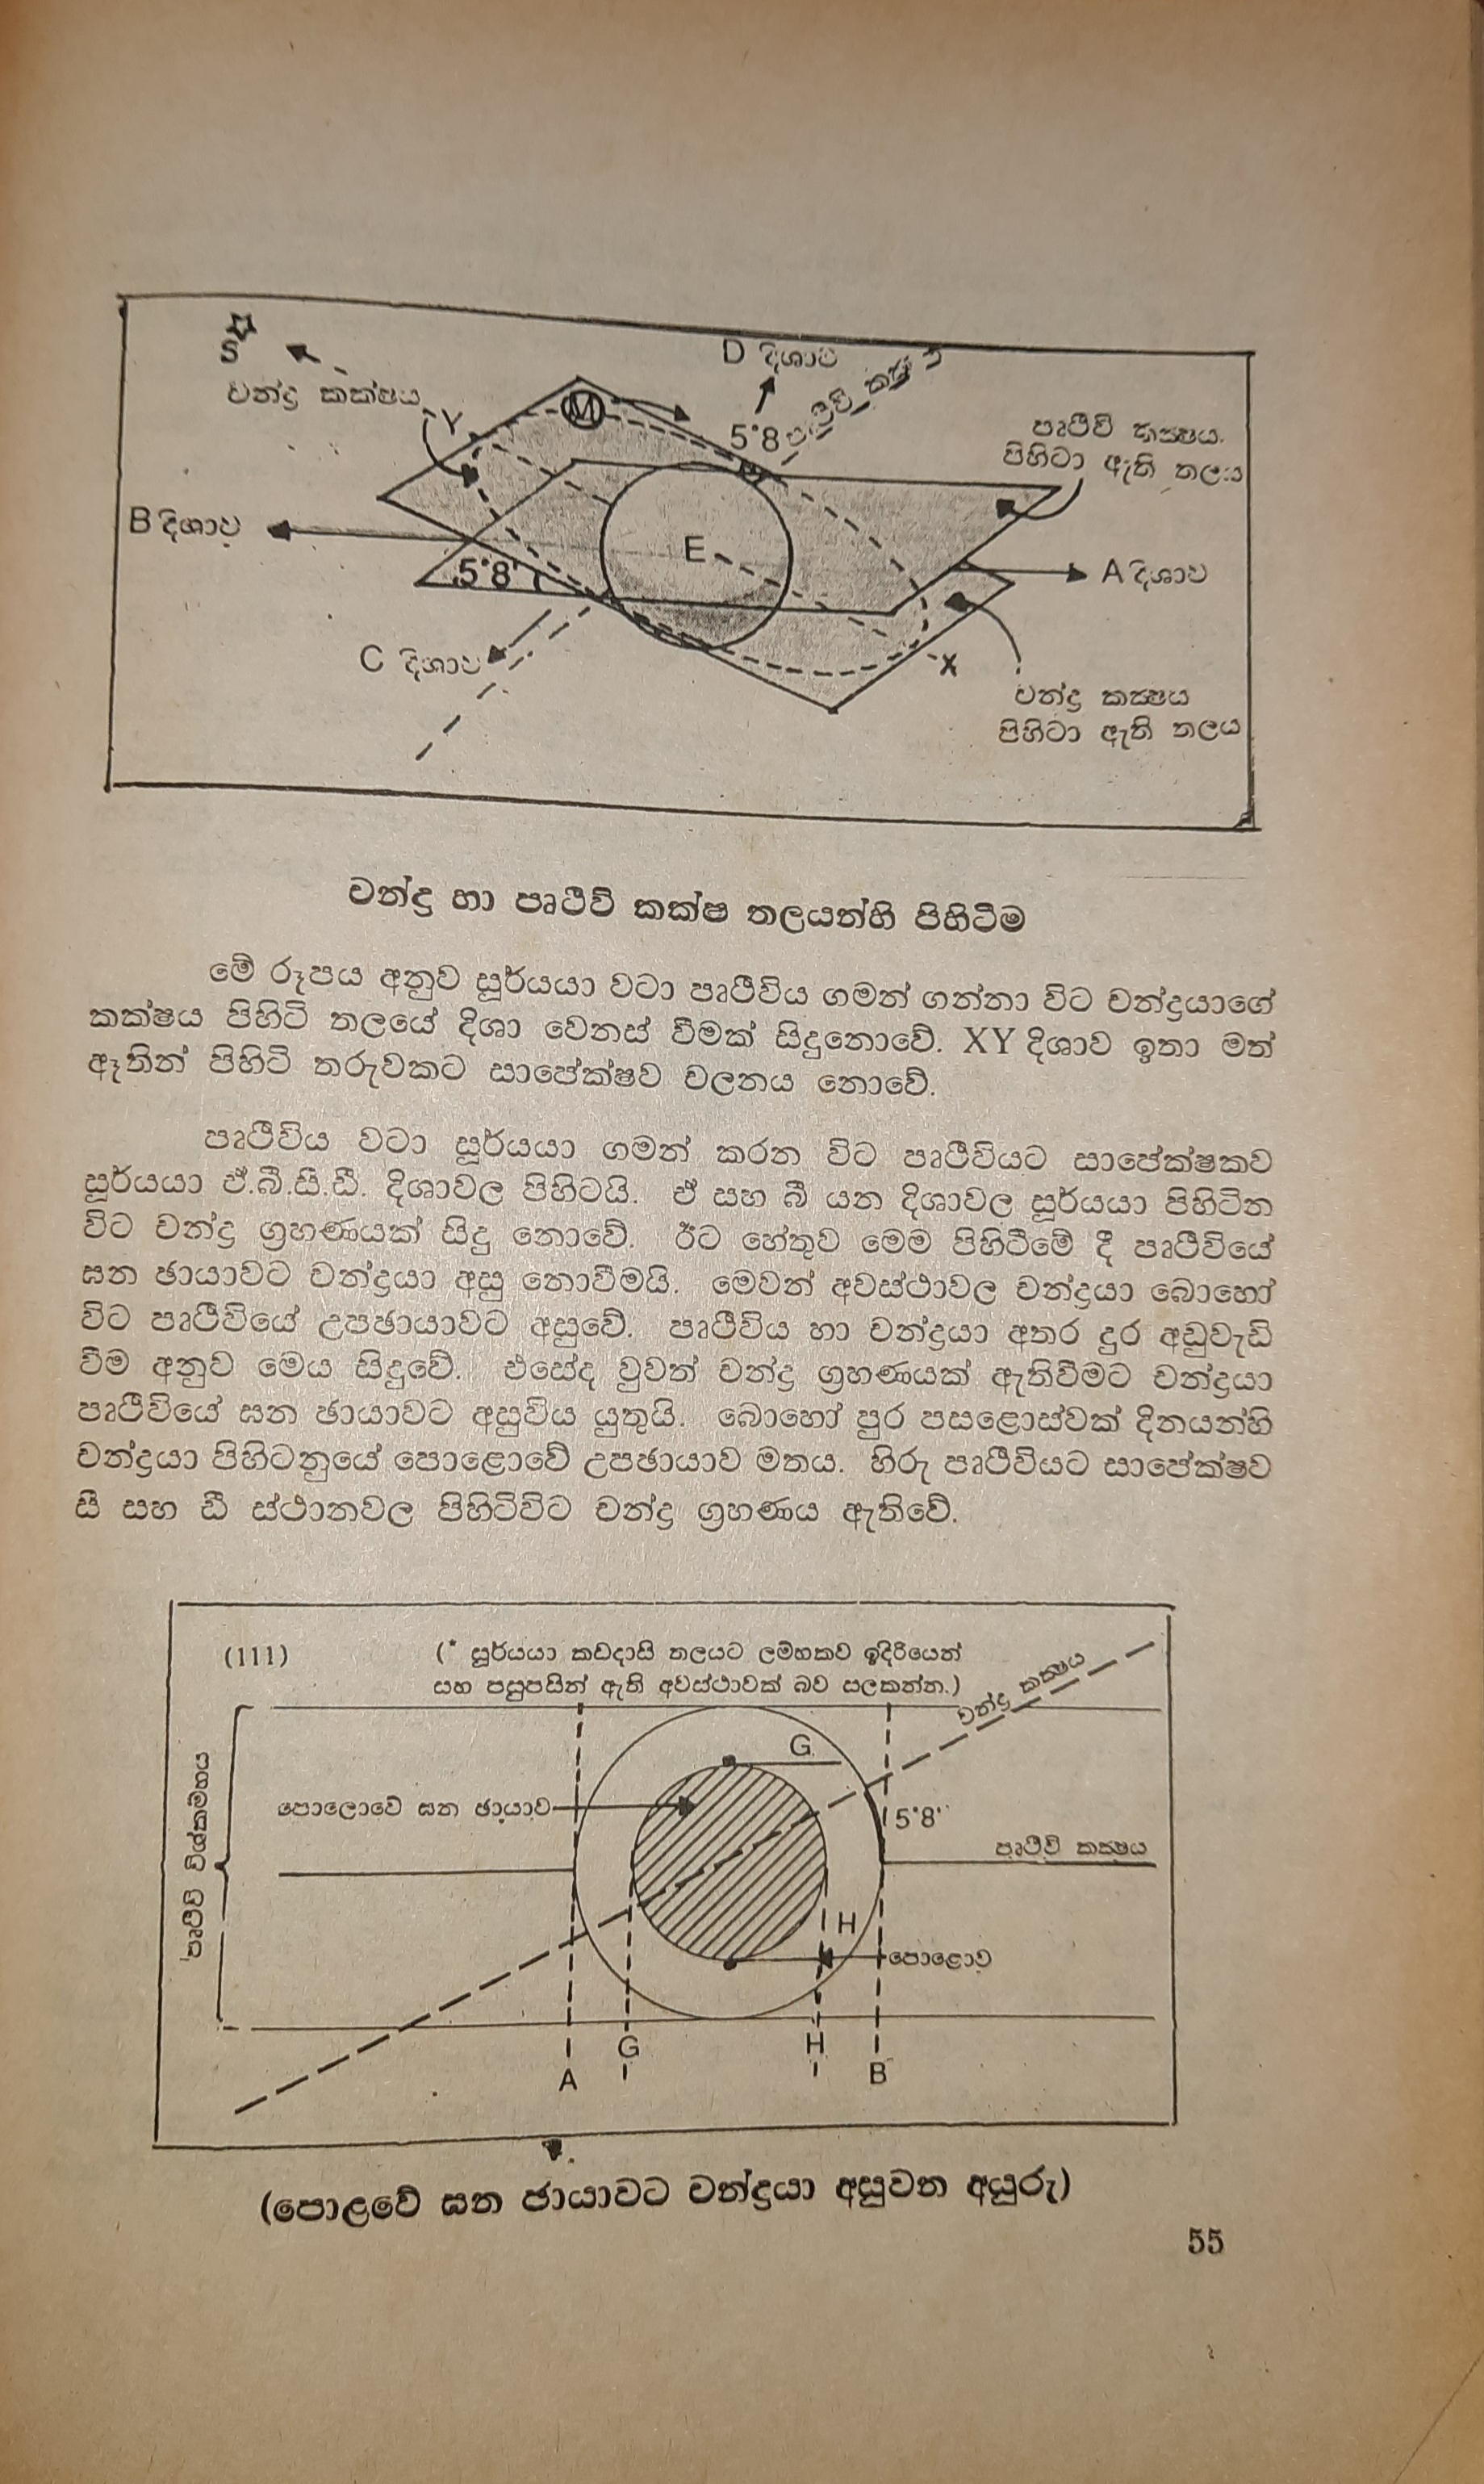 S
චන්ද්‍ර කක්ෂය
Y
M
D දිශාව
5°8'
පෘථිවි කක්ෂය
පිහිටා ඇති තලය
B දිශාව
E
A දිශාව
5°8'
C දිශාව
X
චන්ද්‍ර කක්ෂය
පිහිටා ඇති තලය
චන්ද්‍ර හා පෘථිවි කක්ෂ තලයන්හි පිහිටීම
මේ රූපය අනුව සූර්යයා වටා පෘථිවිය ගමන් ගන්නා විට චන්ද්‍රයාගේ
කක්ෂය පිහිටි තලයේ දිශා වෙනස් වීමක් සිදුනොවේ. XY දිශාව ඉතා මත්
ඈතින් පිහිටි තරුවකට සාපේක්ෂව චලනය නොවේ.
පෘථිවිය වටා සූර්යයා ගමන් කරන විට පෘථිවියට සාපේක්ෂකව
සූර්යයා ඒ.බී.සී.ඩී. දිශාවල පිහිටයි. ඒ සහ බී යන දිශාවල සූර්යයා පිහිටින
විට චන්ද්‍ර ග්‍රහණයක් සිදු නොවේ. ඊට හේතුව මෙම පිහිටීමේ දී පෘථිවියේ
ඝන ඡායාවට චන්ද්‍රයා අසු නොවීමයි. මෙවන් අවස්ථාවල චන්ද්‍රයා බොහෝ
විට පෘථිවියේ උපඡායාවට අසුවේ. පෘථිවිය හා චන්ද්‍රයා අතර දුර අඩුවැඩි
වීම අනුව මෙය සිදුවේ. එසේද වුවත් චන්ද්‍ර ග්‍රහණයක් ඇතිවීමට චන්ද්‍රයා
පෘථිවියේ ඝන ඡායාවට අසුවිය යුතුයි. බොහෝ පුර පසළොස්වක් දිනයන්හි
චන්ද්‍රයා පිහිටනුයේ පොළොවේ උපඡායාව මතය. හිරු පෘථිවියට සාපේක්ෂව
සී සහ ඩී ස්ථානවල පිහිටිවිට චන්ද්‍ර ග්‍රහණය ඇතිවේ.
(111) (* සූර්යයා කඩදාසි තලයට ලම්භකව ඉදිරියෙන්
සහ පසුපසින් ඇති අවස්ථාවක් බව සලකන්න.)
චන්ද්‍ර කක්ෂය
G
පොලොවේ ඝන ඡායාව
5°8'
පෘථිවි කක්ෂය
පෘථිවි විශ්කම්භය
H
පොළොව
G
H
A
B
(පොළවේ ඝන ඡායාවට චන්ද්‍රයා අසුවන අයුරු)
55